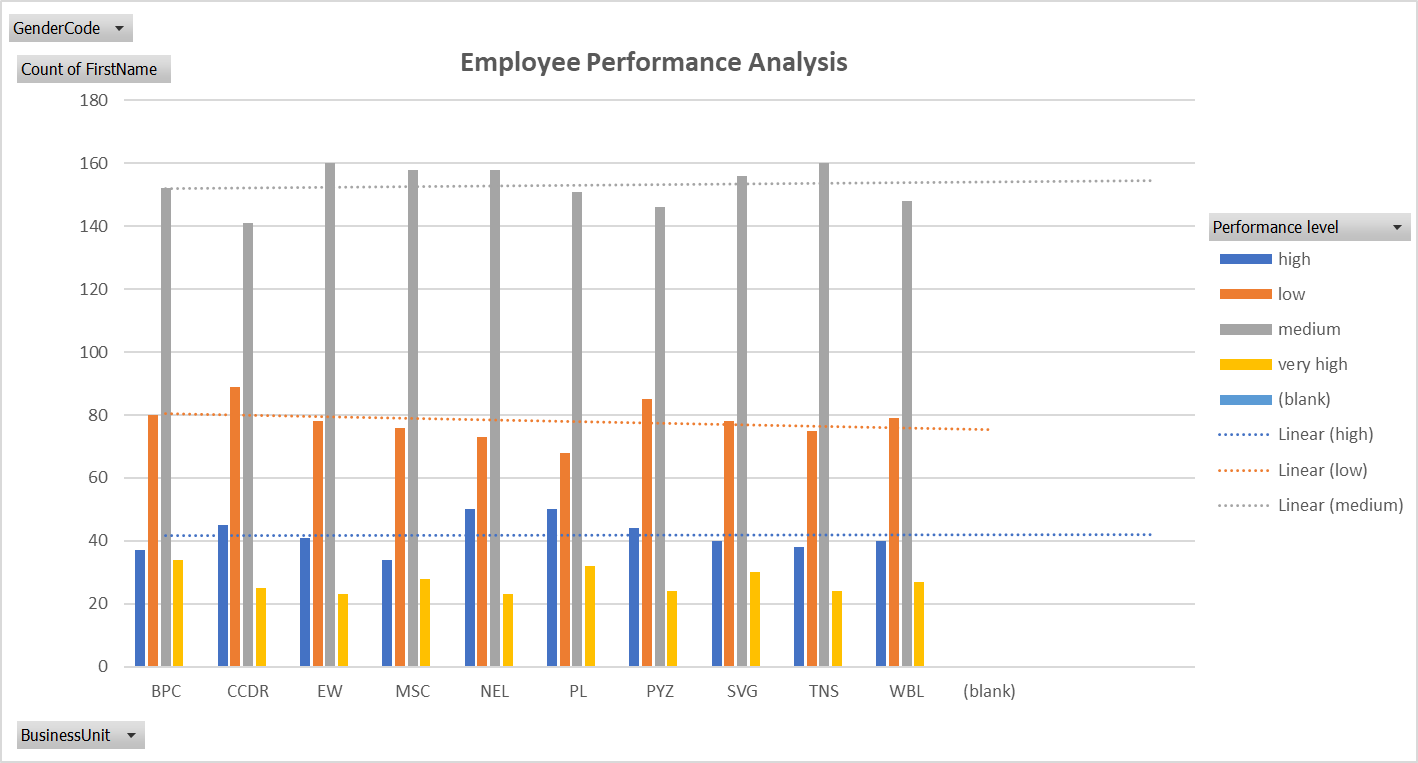 GenderCode
Count of FirstName
Employee Performance Analysis
180
160
140
120
100
80
60
40
20
0
BPC CCDR EW MSC NEL PL PYZ SVG TNS WBL (blank)
Performance level
high
low
medium
very high
(blank)
Linear (high)
Linear (low)
Linear (medium)
BusinessUnit